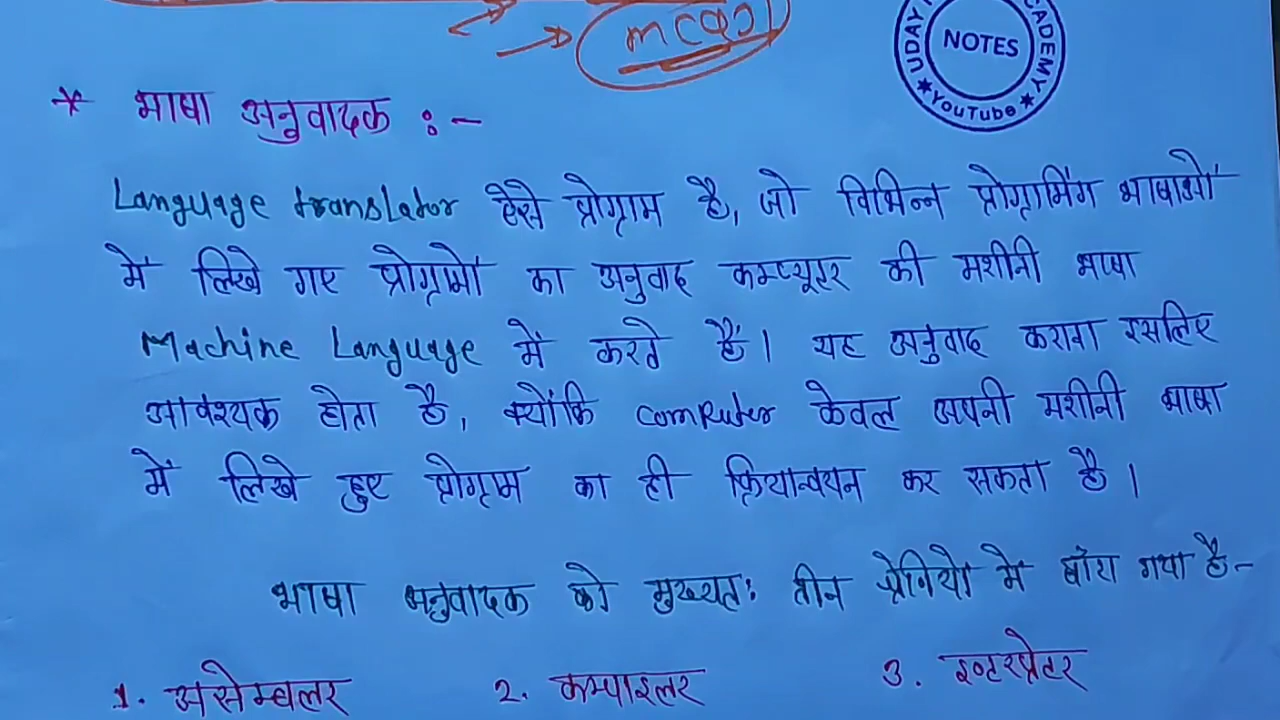 MCQ
UDAY
CADEMY
NOTES
YouTube
* भाषा अनुवादक :-
Language translator ऐसे प्रोग्राम है, जो विभिन्न प्रोग्रामिंग भाषाओं
में लिखे गए प्रोग्रामों का अनुवाद कम्प्यूटर की मशीनी भाषा
Machine Language में करते हैं। यह अनुवाद कराना इसलिए
आवश्यक होता है, क्योंकि computer केवल अपनी मशीनी भाषा
में लिखे हुए प्रोग्राम का ही क्रियान्वयन कर सकता है।
भाषा अनुवादक को मुख्यतः तीन श्रेनियो में बाँटा गया है-
1. असेम्बलर 2. कम्पाइलर 3. इन्टरप्रेटर